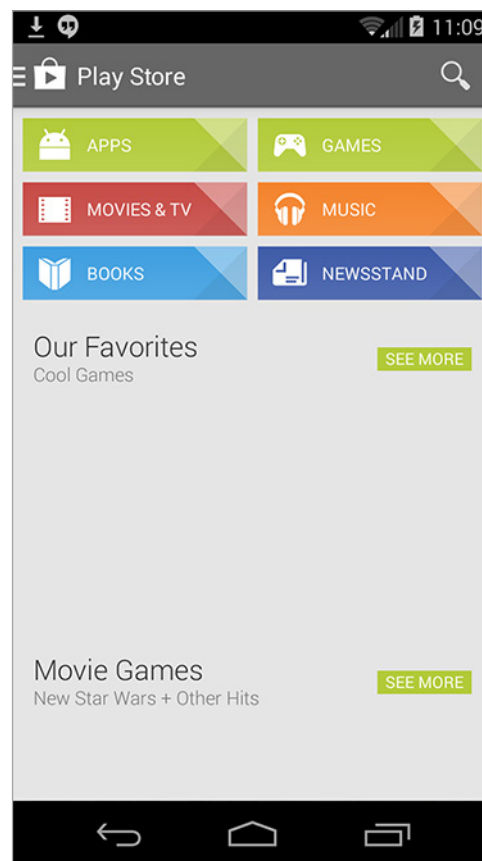 11:09
Play Store
APPS
GAMES
MOVIES & TV
MUSIC
BOOKS
NEWSSTAND
Our Favorites
Cool Games
SEE MORE
Movie Games
New Star Wars + Other Hits
SEE MORE